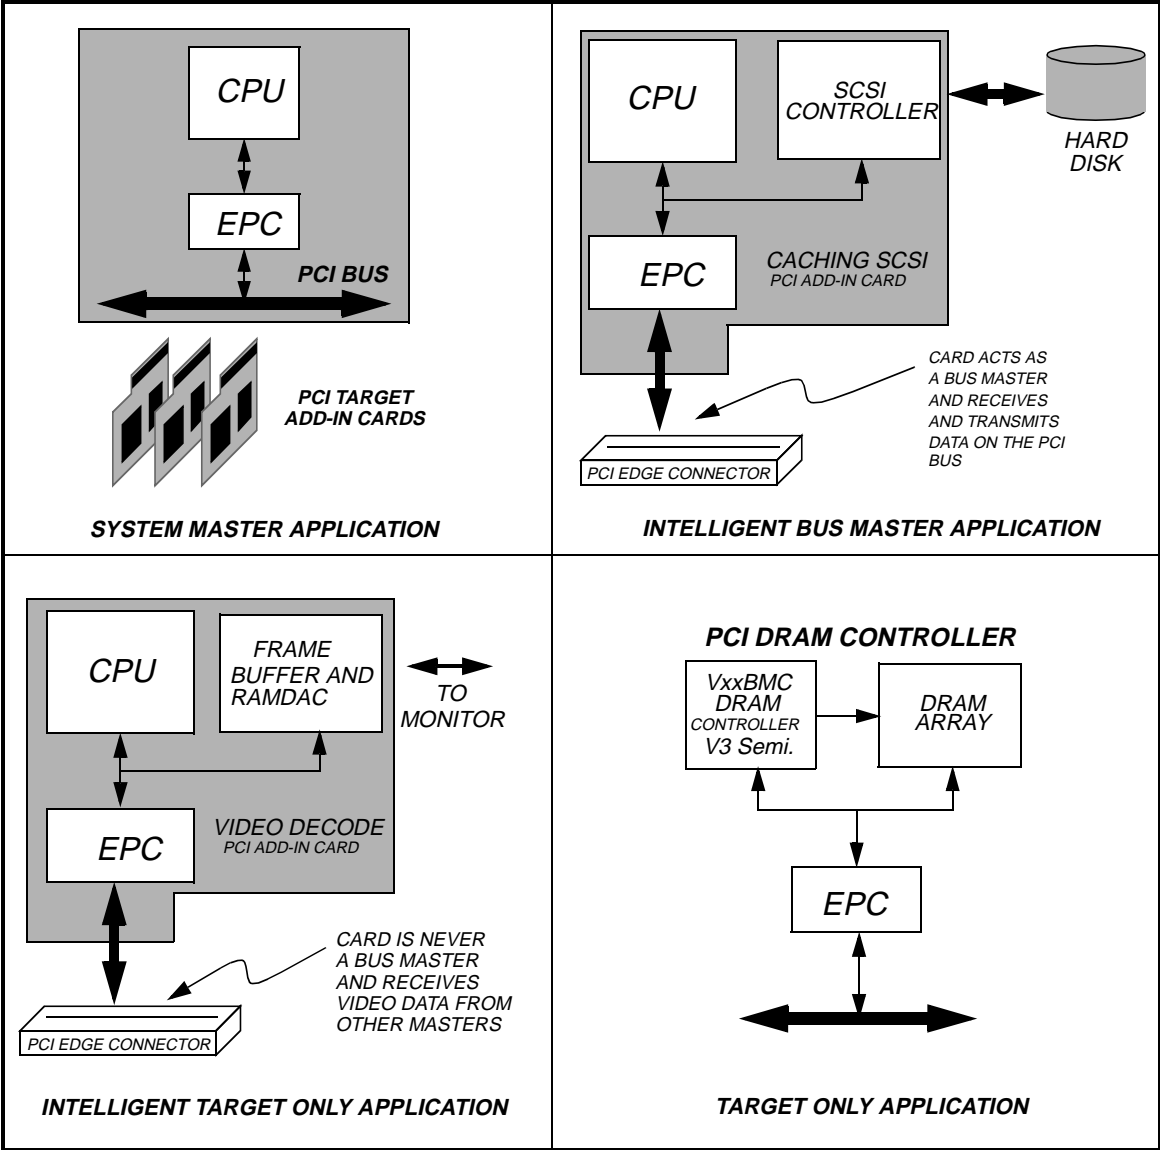 CPU
EPC
PCI BUS
PCI TARGET
ADD-IN CARDS
SYSTEM MASTER APPLICATION
CPU
SCSI
CONTROLLER
HARD
DISK
EPC
CACHING SCSI
PCI ADD-IN CARD
CARD ACTS AS
A BUS MASTER
AND RECEIVES
AND TRANSMITS
DATA ON THE PCI
BUS
PCI EDGE CONNECTOR
INTELLIGENT BUS MASTER APPLICATION
CPU
FRAME
BUFFER AND
RAMDAC
TO
MONITOR
EPC
VIDEO DECODE
PCI ADD-IN CARD
CARD IS NEVER
A BUS MASTER
AND RECEIVES
VIDEO DATA FROM
OTHER MASTERS
PCI EDGE CONNECTOR
INTELLIGENT TARGET ONLY APPLICATION
PCI DRAM CONTROLLER
VxxBMC
DRAM
CONTROLLER
V3 Semi.
DRAM
ARRAY
EPC
TARGET ONLY APPLICATION